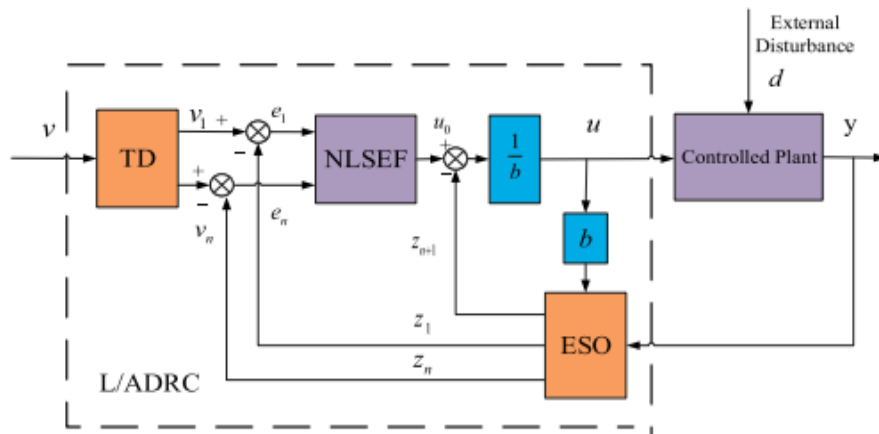 External
Disturbance
d
v
TD
v1 +
−
e1
+
−
vn
en
NLSEF
u0
+
−
1/b
u
Controlled Plant
y
b
zn+1
z1
zn
ESO
L/ADRC